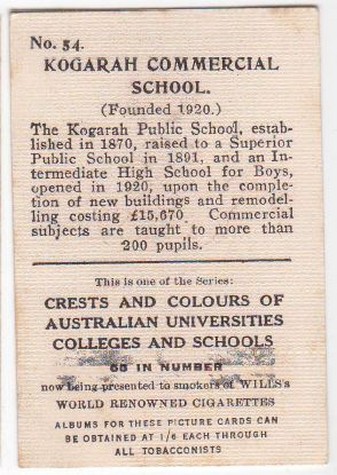 No. 54.
KOGARAH COMMERCIAL
SCHOOL.
(Founded 1920.)
The Kogarah Public School, estab-
lished in 1870, raised to a Superior
Public School in 1891, and an In-
termediate High School for Boys,
opened in 1920, upon the comple-
tion of new buildings and remodel-
ling costing £15,670. Commercial
subjects are taught to more than
200 pupils.
This is one of the Series:
CRESTS AND COLOURS OF
AUSTRALIAN UNIVERSITIES
COLLEGES AND SCHOOLS
IN NUMBER
now being presented to smokers of WILLS's
WORLD RENOWNED CIGARETTES
ALBUMS FOR THESE PICTURE CARDS CAN
BE OBTAINED AT 1/6 EACH THROUGH
ALL TOBACCONISTS